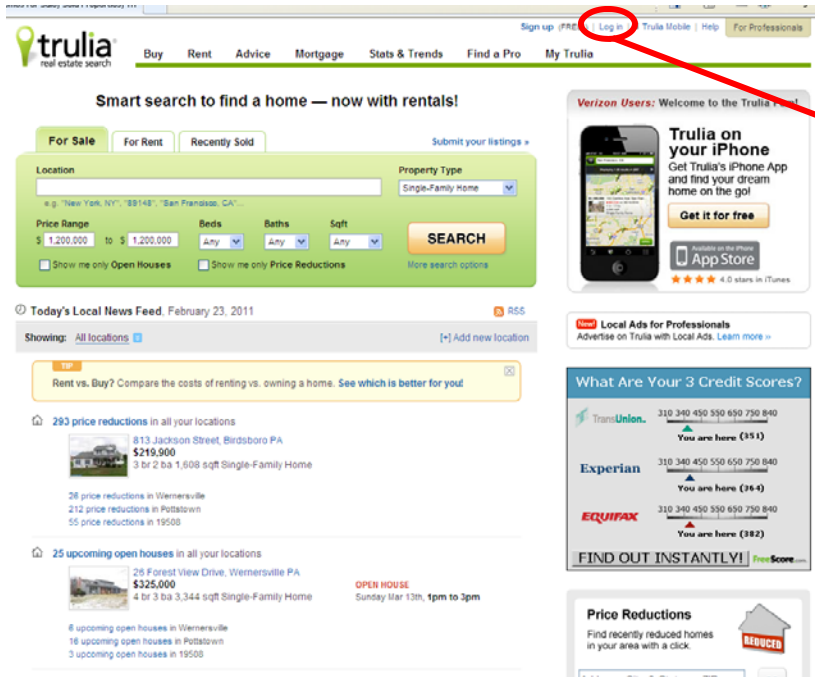 Sign up (FREE) | Log in | Trulia Mobile | Help For Professionals
trulia
real estate search
Buy Rent Advice Mortgage Stats & Trends Find a Pro My Trulia
Smart search to find a home — now with rentals!
For Sale For Rent Recently Sold Submit your listings »
Location Property Type
Single-Family Home
e.g. "New York, NY", "89148", "San Francisco, CA"...
Price Range Beds Baths Sqft
$ 1,200,000 to $ 1,200,000 Any Any Any SEARCH
Show me only Open Houses Show me only Price Reductions More search options
Today's Local News Feed, February 23, 2011 RSS
Showing: All locations [+] Add new location
TIP
Rent vs. Buy? Compare the costs of renting vs. owning a home. See which is better for you!
293 price reductions in all your locations
813 Jackson Street, Birdsboro PA
$219,900
3 br 2 ba 1,608 sqft Single-Family Home
26 price reductions in Wernersville
212 price reductions in Pottstown
55 price reductions in 19508
25 upcoming open houses in all your locations
26 Forest View Drive, Wernersville PA
$325,000 OPEN HOUSE
4 br 3 ba 3,344 sqft Single-Family Home Sunday Mar 13th, 1pm to 3pm
6 upcoming open houses in Wernersville
16 upcoming open houses in Pottstown
3 upcoming open houses in 19508
Verizon Users: Welcome to the Trulia
Trulia on
your iPhone
Get Trulia's iPhone App
and find your dream
home on the go!
Get it for free
Available on the iPhone
App Store
4.0 stars in iTunes
New! Local Ads for Professionals
Advertise on Trulia with Local Ads. Learn more »
What Are Your 3 Credit Scores?
TransUnion. 310 340 450 550 650 750 840
You are here (351)
Experian 310 340 450 550 650 750 840
You are here (364)
EQUIFAX 310 340 450 550 650 750 840
You are here (382)
FIND OUT INSTANTLY! FreeScore.com
Price Reductions
Find recently reduced homes
in your area with a click.
REDUCED